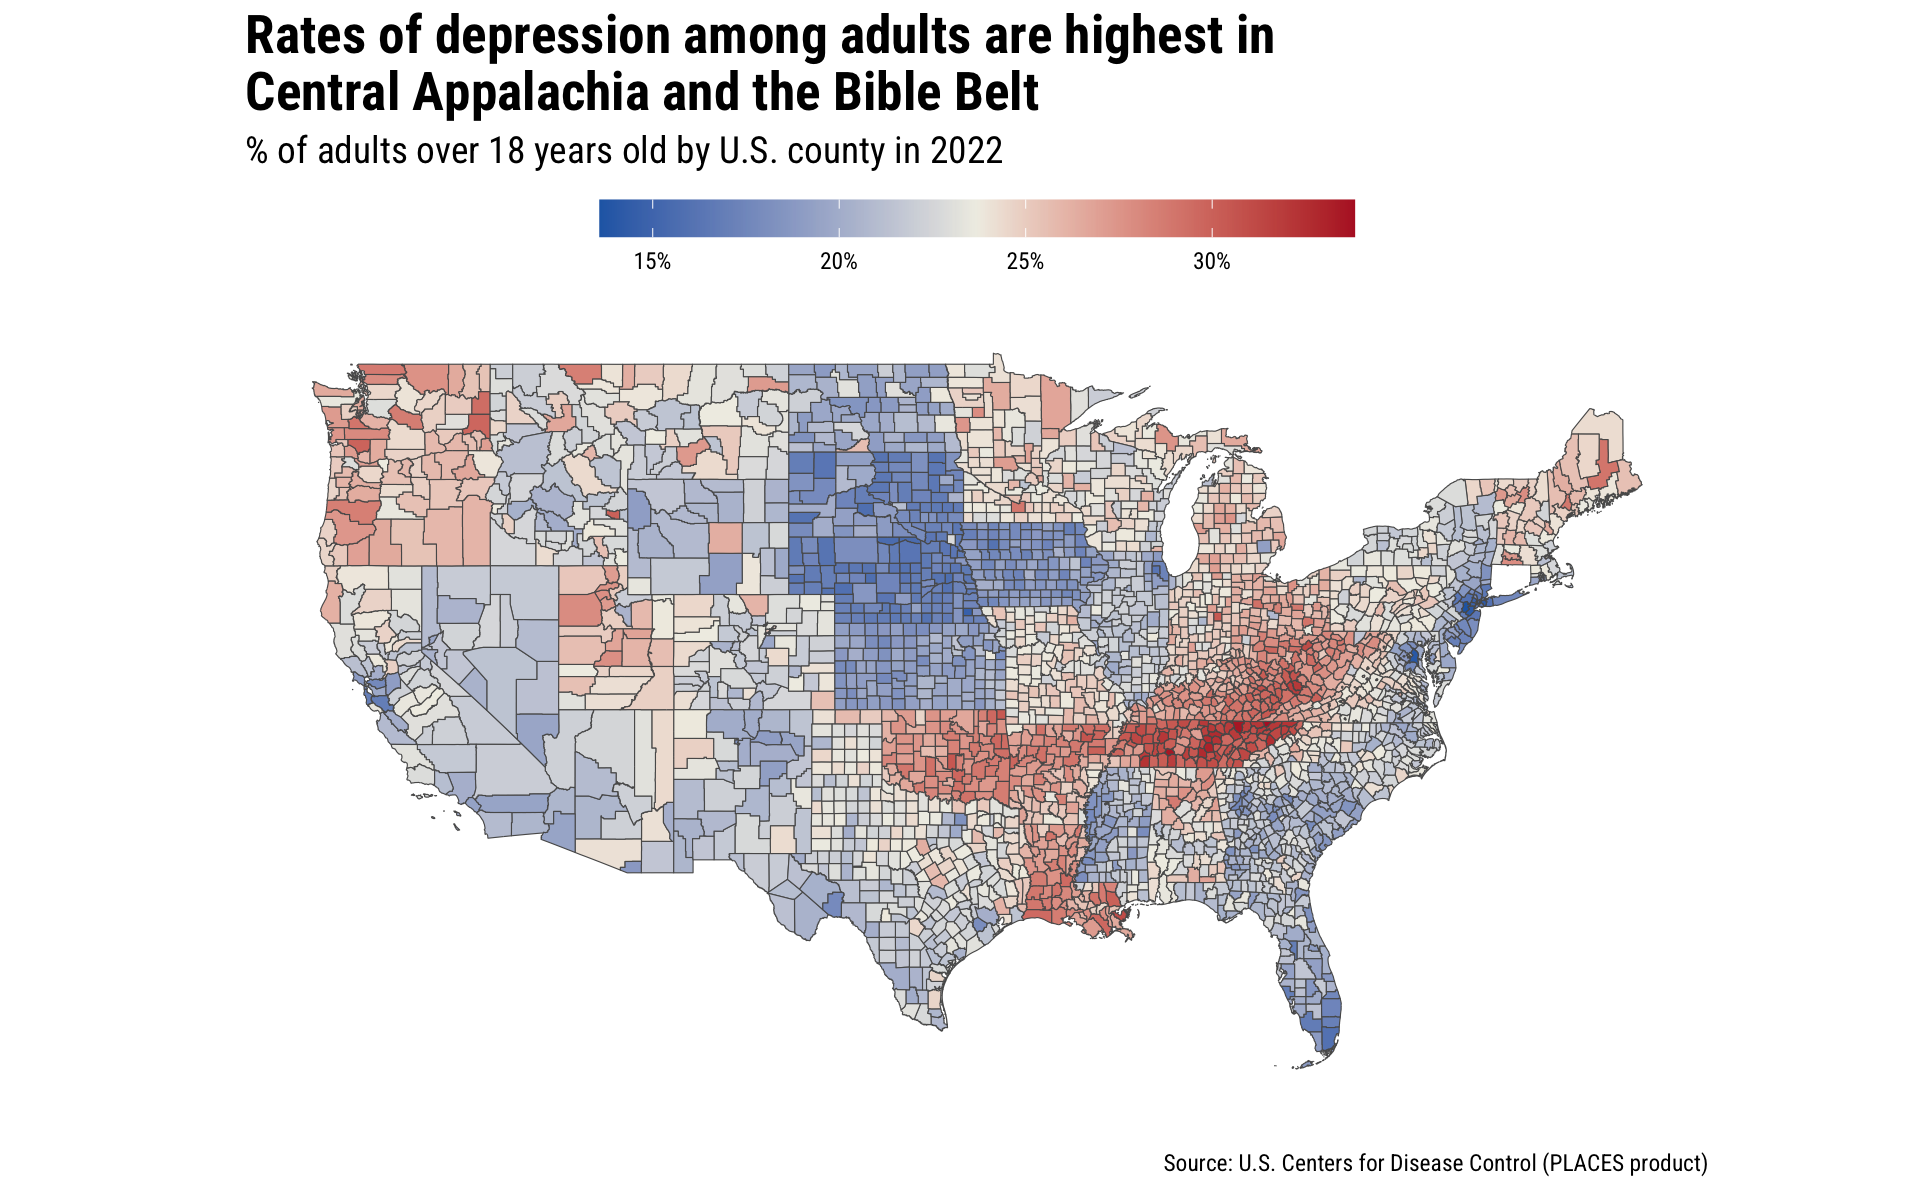 Rates of depression among adults are highest in
Central Appalachia and the Bible Belt
% of adults over 18 years old by U.S. county in 2022
15% 20% 25% 30%
Source: U.S. Centers for Disease Control (PLACES product)